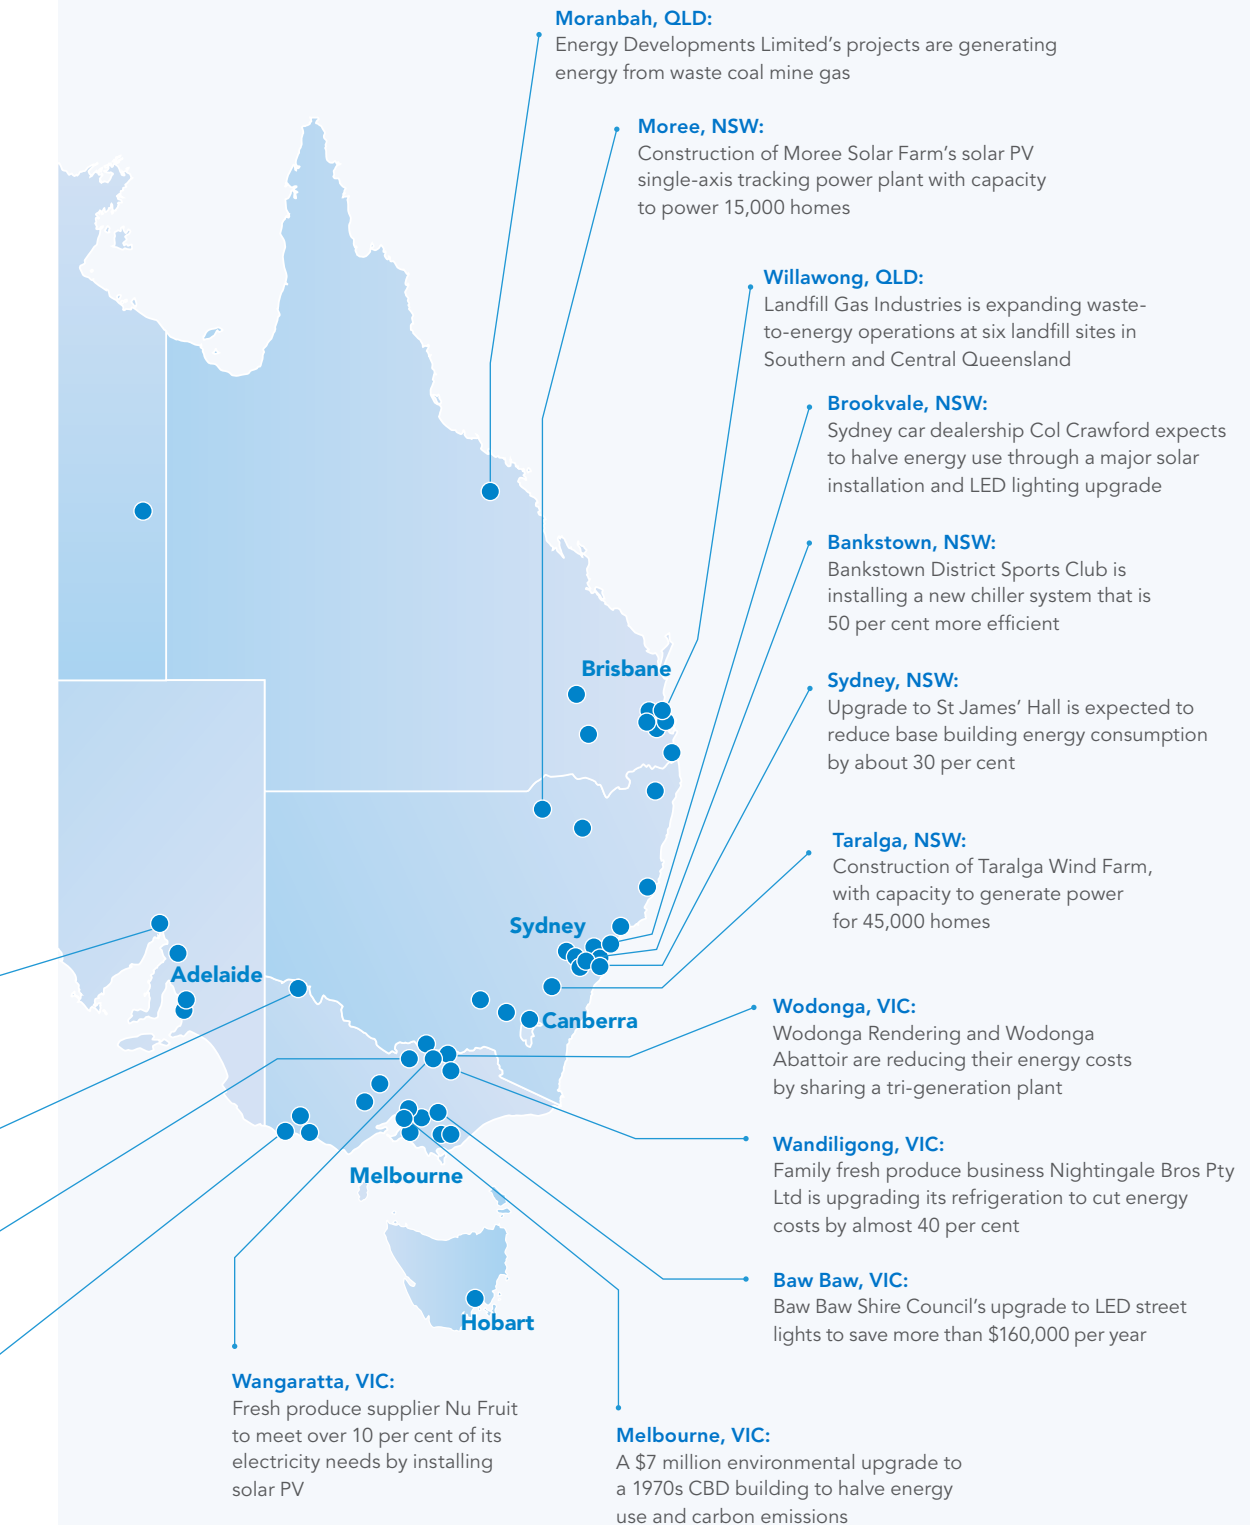 Moranbah, QLD:
Energy Developments Limited’s projects are generating
energy from waste coal mine gas
Moree, NSW:
Construction of Moree Solar Farm’s solar PV
single-axis tracking power plant with capacity
to power 15,000 homes
Willawong, QLD:
Landfill Gas Industries is expanding waste-
to-energy operations at six landfill sites in
Southern and Central Queensland
Brookvale, NSW:
Sydney car dealership Col Crawford expects
to halve energy use through a major solar
installation and LED lighting upgrade
Bankstown, NSW:
Bankstown District Sports Club is
installing a new chiller system that is
50 per cent more efficient
Brisbane
Sydney, NSW:
Upgrade to St James’ Hall is expected to
reduce base building energy consumption
by about 30 per cent
Taralga, NSW:
Construction of Taralga Wind Farm,
with capacity to generate power
for 45,000 homes
Sydney
Adelaide
Canberra
Wodonga, VIC:
Wodonga Rendering and Wodonga
Abattoir are reducing their energy costs
by sharing a tri-generation plant
Wandiligong, VIC:
Family fresh produce business Nightingale Bros Pty
Ltd is upgrading its refrigeration to cut energy
costs by almost 40 per cent
Melbourne
Baw Baw, VIC:
Baw Baw Shire Council’s upgrade to LED street
lights to save more than $160,000 per year
Hobart
Wangaratta, VIC:
Fresh produce supplier Nu Fruit
to meet over 10 per cent of its
electricity needs by installing
solar PV
Melbourne, VIC:
A $7 million environmental upgrade to
a 1970s CBD building to halve energy
use and carbon emissions